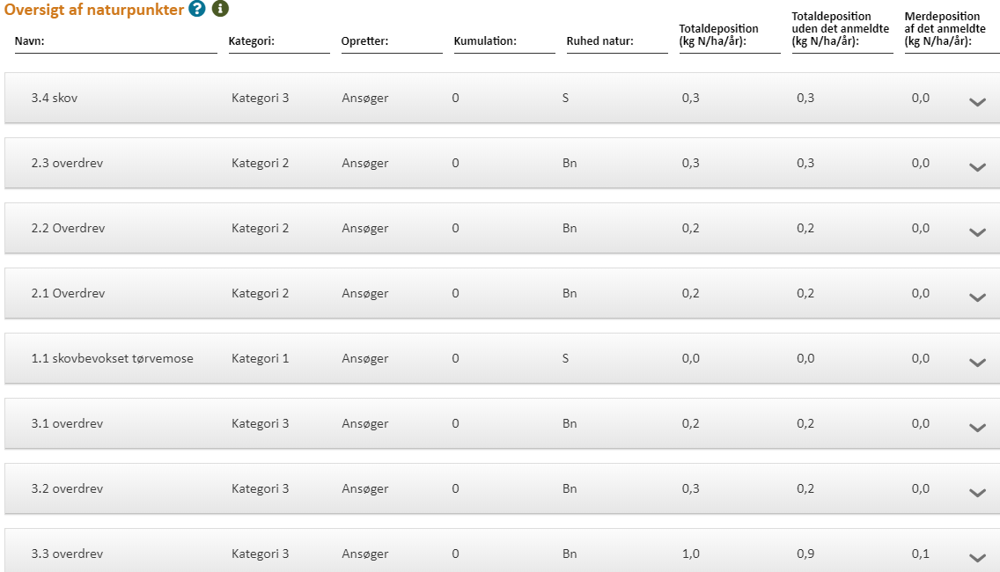 Oversigt af naturpunkter ? i
Navn: Kategori: Opretter: Kumulation: Ruhed natur: Totaldeposition (kg N/ha/år): Totaldeposition uden det anmeldte (kg N/ha/år): Merdeposition af det anmeldte (kg N/ha/år):
3.4 skov Kategori 3 Ansøger 0 S 0,3 0,3 0,0
2.3 overdrev Kategori 2 Ansøger 0 Bn 0,3 0,3 0,0
2.2 Overdrev Kategori 2 Ansøger 0 Bn 0,2 0,2 0,0
2.1 Overdrev Kategori 2 Ansøger 0 Bn 0,2 0,2 0,0
1.1 skovbevokset tørvemose Kategori 1 Ansøger 0 S 0,0 0,0 0,0
3.1 overdrev Kategori 3 Ansøger 0 Bn 0,2 0,2 0,0
3.2 overdrev Kategori 3 Ansøger 0 Bn 0,3 0,2 0,0
3.3 overdrev Kategori 3 Ansøger 0 Bn 1,0 0,9 0,1